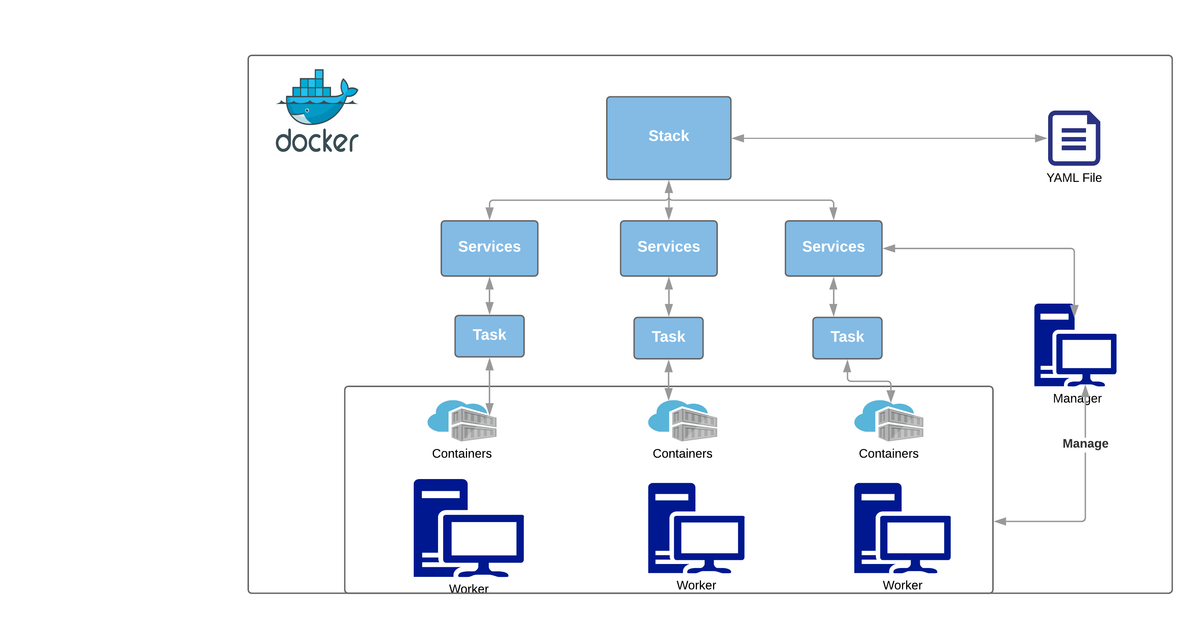 docker
Stack
YAML File
Services
Services
Services
Task
Task
Task
Manager
Manage
Containers
Containers
Containers
Worker
Worker
Worker